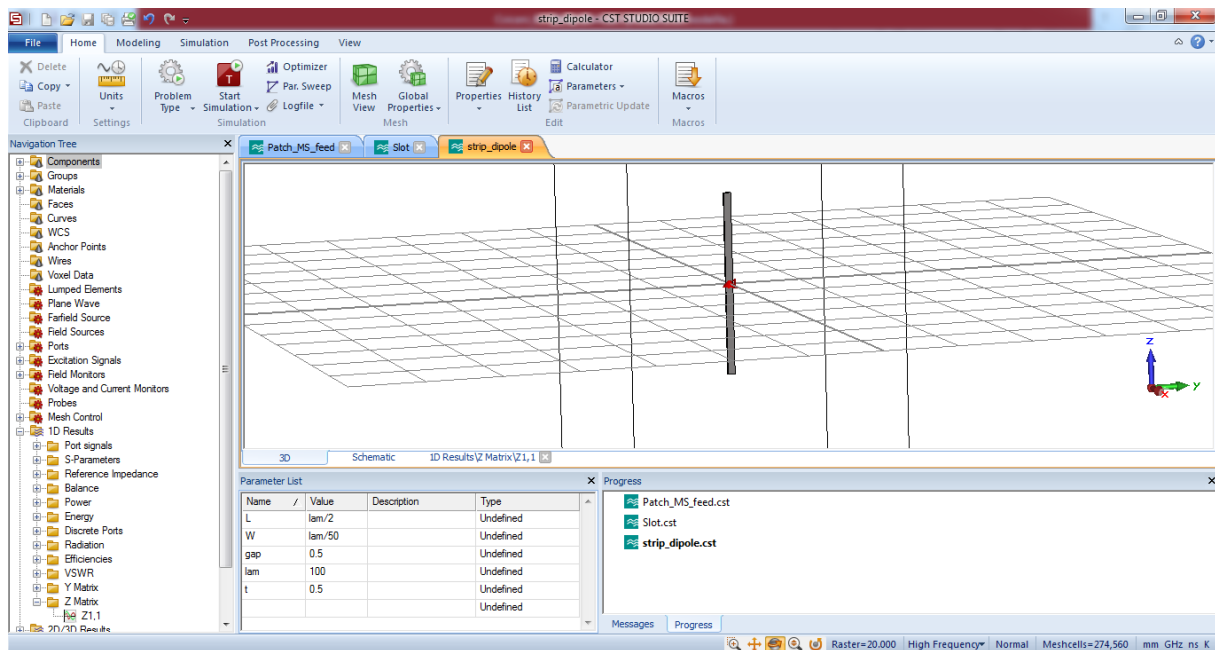 strip_dipole - CST STUDIO SUITE
File Home Modeling Simulation Post Processing View
Delete
Copy
Paste
Clipboard
Units
Settings
Problem Type
Start Simulation
Optimizer
Par. Sweep
Logfile
Simulation
Mesh View
Global Properties
Mesh
Properties
History List
Calculator
Parameters
Parametric Update
Edit
Macros
Macros
Navigation Tree
Components
Groups
Materials
Faces
Curves
WCS
Anchor Points
Wires
Voxel Data
Lumped Elements
Plane Wave
Farfield Source
Field Sources
Ports
Excitation Signals
Field Monitors
Voltage and Current Monitors
Probes
Mesh Control
1D Results
Port signals
S-Parameters
Reference Impedance
Balance
Power
Energy
Discrete Ports
Radiation
Efficiencies
VSWR
Y Matrix
Z Matrix
Z1,1
2D/3D Results
Patch_MS_feed Slot strip_dipole
z
y
x
3D Schematic 1D Results\Z Matrix\Z1,1
Parameter List
Name / Value Description Type
L lam/2 Undefined
W lam/50 Undefined
gap 0.5 Undefined
lam 100 Undefined
t 0.5 Undefined
Undefined
Progress
Patch_MS_feed.cst
Slot.cst
strip_dipole.cst
Messages Progress
Raster=20.000 High Frequency Normal Meshcells=274,560 mm GHz ns K